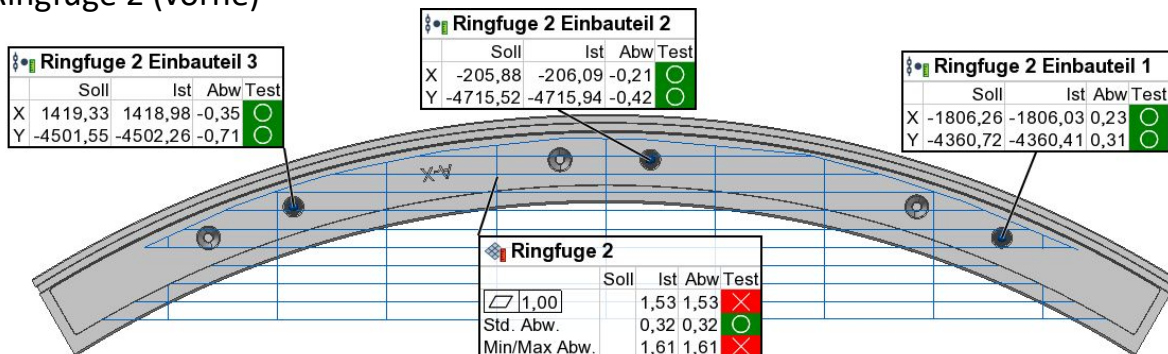 Ringfuge 2 (vorne)
Ringfuge 2 Einbauteil 2
Soll Ist Abw Test
X -205,88 -206,09 -0,21
Y -4715,52 -4715,94 -0,42
Ringfuge 2 Einbauteil 3
Soll Ist Abw Test
X 1419,33 1418,98 -0,35
Y -4501,55 -4502,26 -0,71
Ringfuge 2 Einbauteil 1
Soll Ist Abw Test
X -1806,26 -1806,03 0,23
Y -4360,72 -4360,41 0,31
X-W
Ringfuge 2
Soll Ist Abw Test
1,00 1,53 1,53
Std. Abw. 0,32 0,32
Min/Max Abw. 1,61 1,61